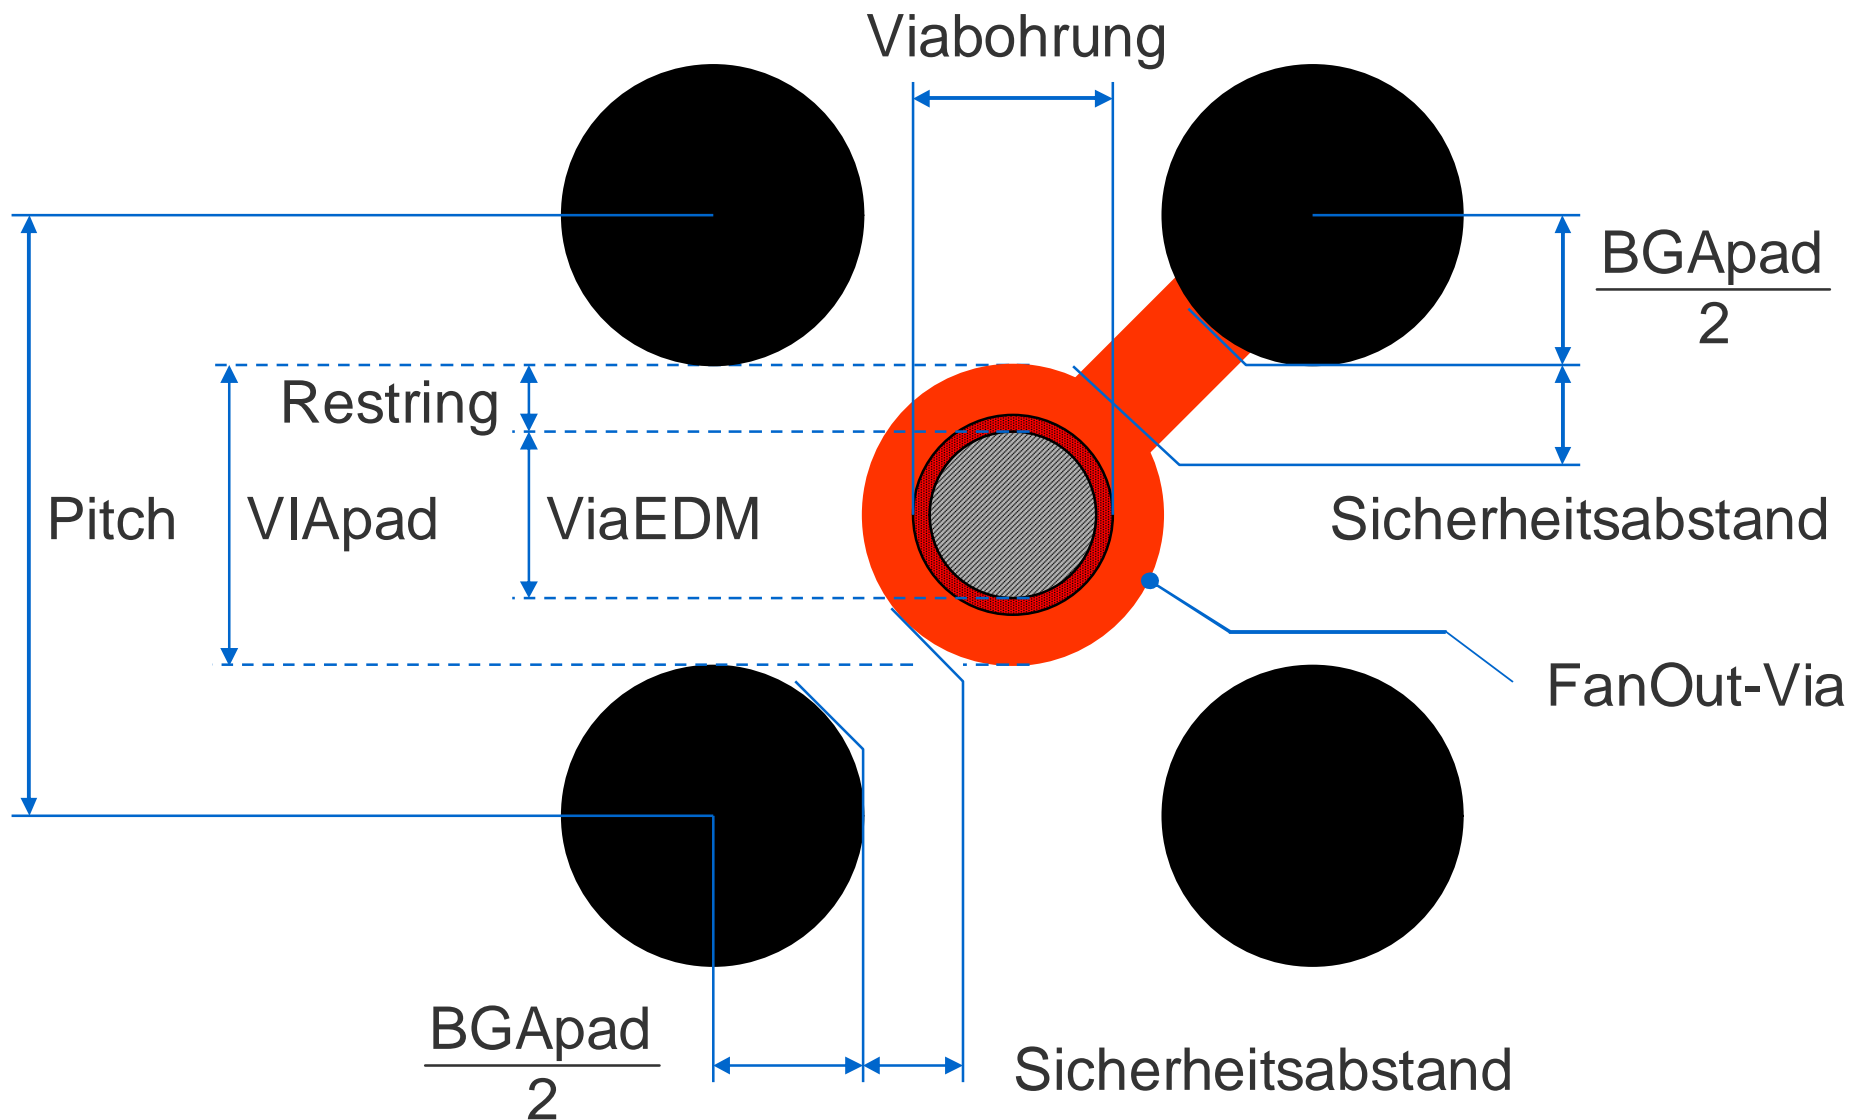 Viabohrung
BGApad
2
Restring
Pitch
VIApad
ViaEDM
Sicherheitsabstand
FanOut-Via
BGApad
2
Sicherheitsabstand